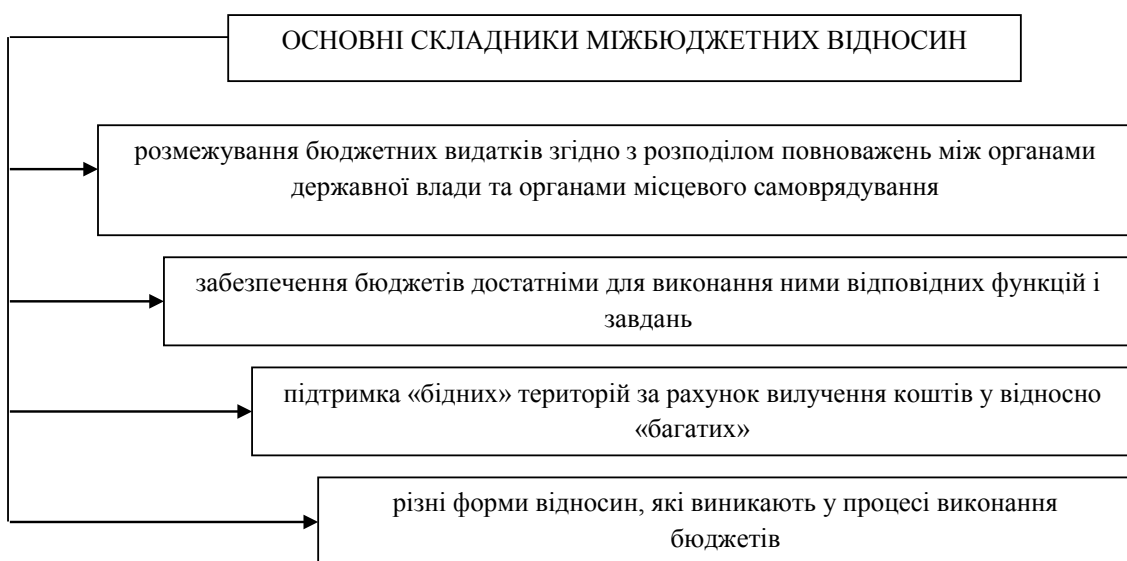 ОСНОВНІ СКЛАДНИКИ МІЖБЮДЖЕТНИХ ВІДНОСИН
розмежування бюджетних видатків згідно з розподілом повноважень між органами
державної влади та органами місцевого самоврядування
забезпечення бюджетів достатніми для виконання ними відповідних функцій і
завдань
підтримка «бідних» територій за рахунок вилучення коштів у відносно
«багатих»
різні форми відносин, які виникають у процесі виконання
бюджетів